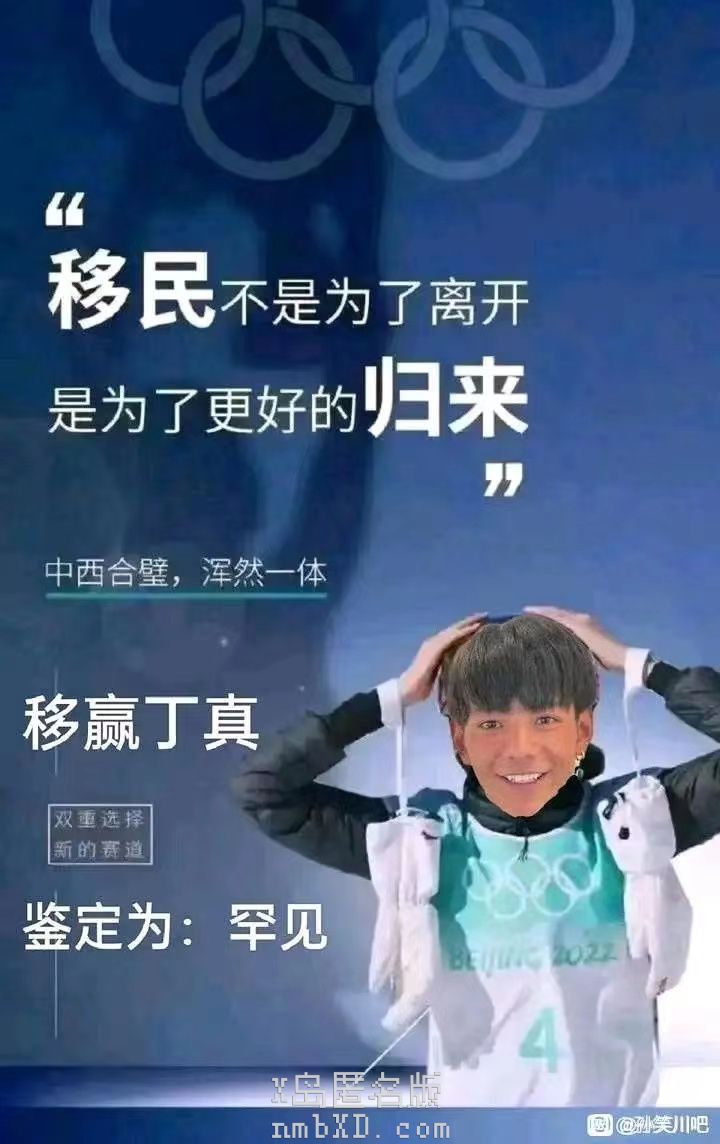 “
移民不是为了离开
是为了更好的归来
”
中西合璧，浑然一体
移赢丁真
双重选择
新的赛道
鉴定为：罕见
BEIJING 2022
4
X岛匿名版
nmbXD.com
@孙笑川吧